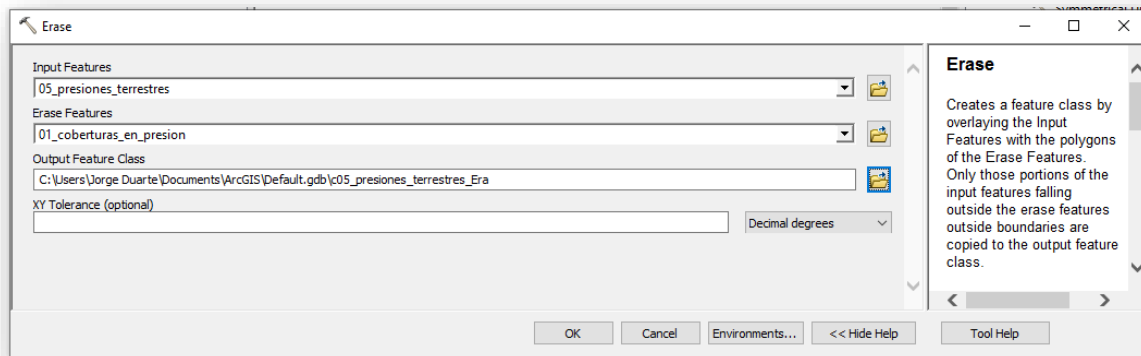 Erase
Input Features
05_presiones_terrestres
Erase Features
01_coberturas_en_presion
Output Feature Class
C:\Users\Jorge Duarte\Documents\ArcGIS\Default.gdb\c05_presiones_terrestres_Era
XY Tolerance (optional)
Decimal degrees
Erase
Creates a feature class by
overlaying the Input
Features with the polygons
of the Erase Features.
Only those portions of the
input features falling
outside the erase features
outside boundaries are
copied to the output feature
class.
OK
Cancel
Environments...
<< Hide Help
Tool Help